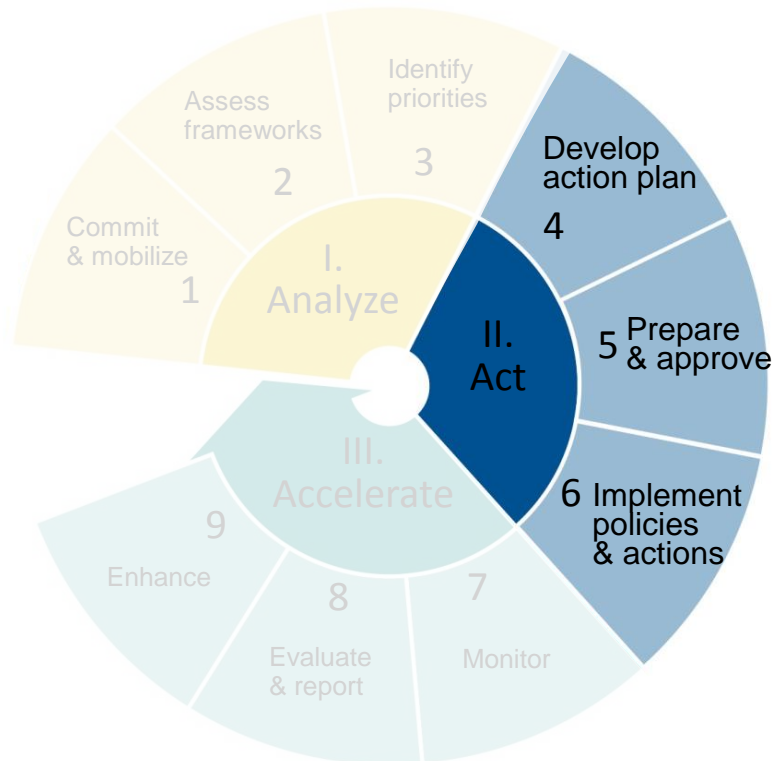 I.
Analyze
Commit
& mobilize
1
Assess
frameworks
2
Identify
priorities
3
II.
Act
Develop
action plan
4
5 Prepare
& approve
6 Implement
policies
& actions
III.
Accelerate
7
Monitor
8
Evaluate
& report
9
Enhance